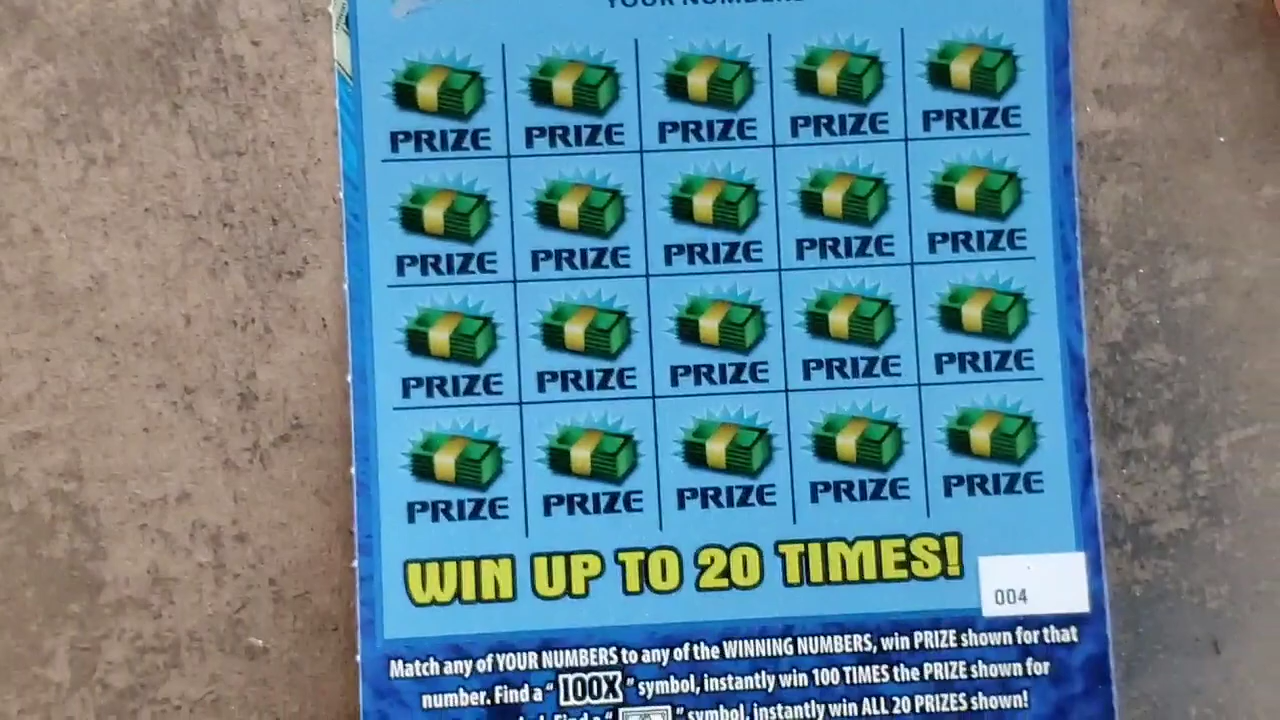 YOUR NUMBERS
PRIZE PRIZE PRIZE PRIZE PRIZE
PRIZE PRIZE PRIZE PRIZE PRIZE
PRIZE PRIZE PRIZE PRIZE PRIZE
PRIZE PRIZE PRIZE PRIZE PRIZE
WIN UP TO 20 TIMES!
004
Match any of YOUR NUMBERS to any of the WINNING NUMBERS, win PRIZE shown for that
number. Find a “ 100X ” symbol, instantly win 100 TIMES the PRIZE shown for
Find a “ ” symbol, instantly win ALL 20 PRIZES shown!